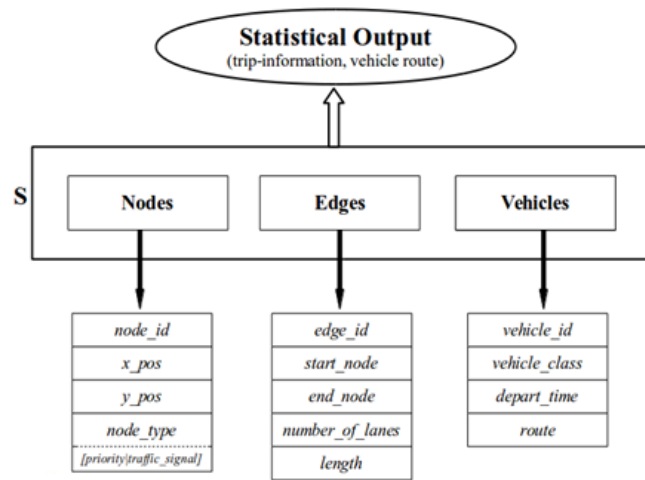 Statistical Output
(trip-information, vehicle route)
S
Nodes
Edges
Vehicles
node_id
x_pos
y_pos
node_type
[priority|traffic_signal]
edge_id
start_node
end_node
number_of_lanes
length
vehicle_id
vehicle_class
depart_time
route